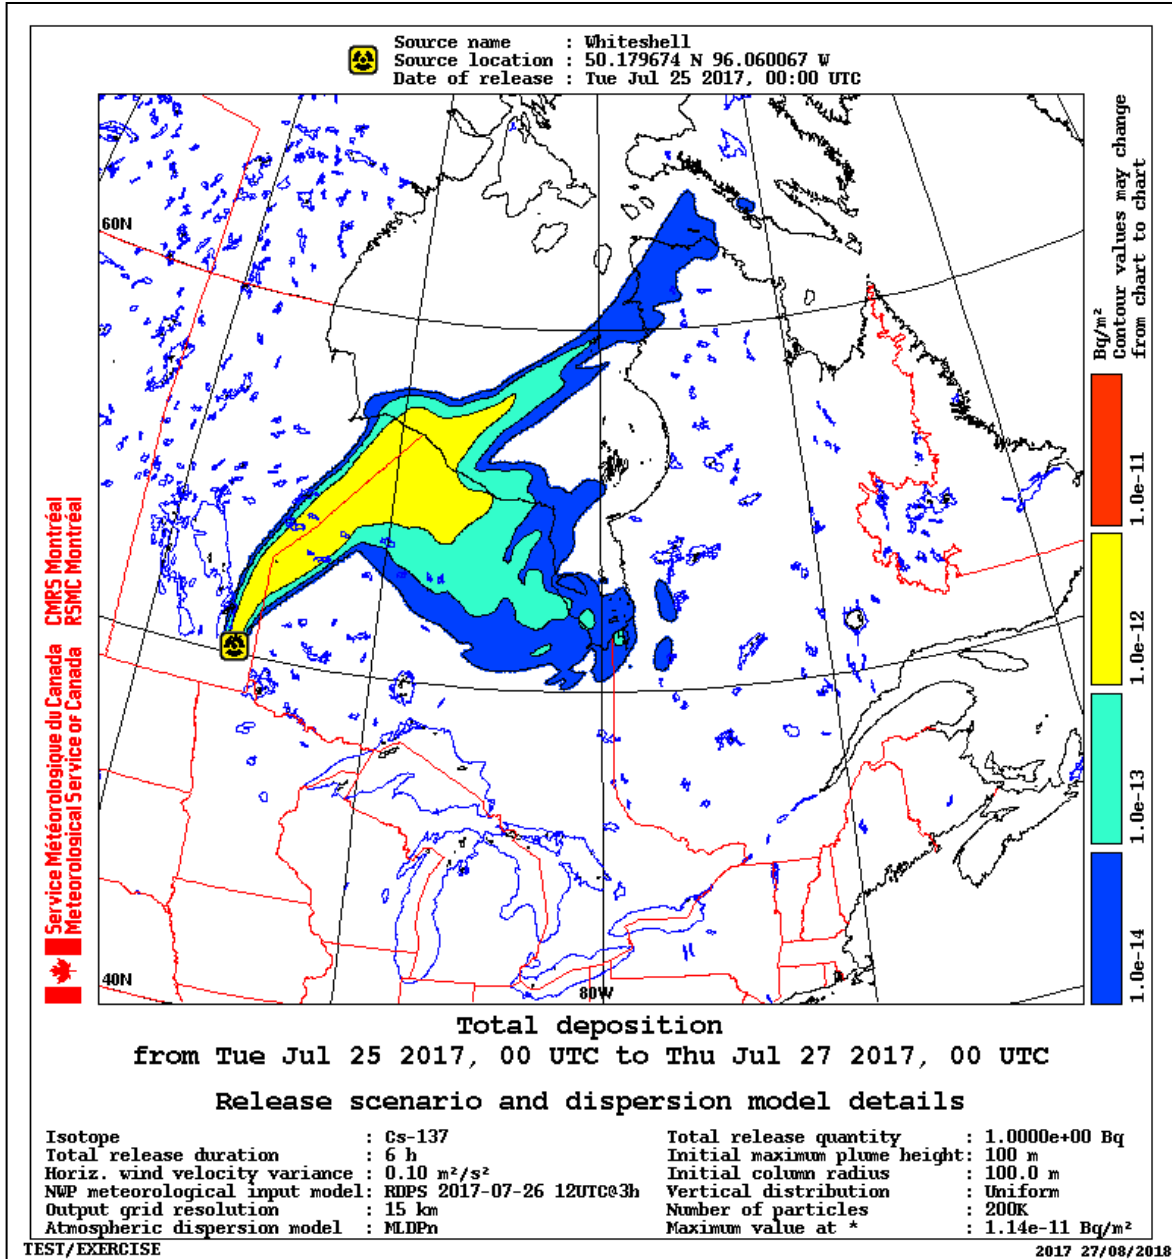 Source name : Whiteshell
Source location : 50.179674 N 96.060067 W
Date of release : Tue Jul 25 2017, 00:00 UTC
60N
40N
80W
Service Météorologique du Canada CMRS Montréal
Meteorological Service of Canada RSMC Montréal
Bq/m²
Contour values may change
from chart to chart
1.0e-11
1.0e-12
1.0e-13
1.0e-14
Total deposition
from Tue Jul 25 2017, 00 UTC to Thu Jul 27 2017, 00 UTC
Release scenario and dispersion model details
Isotope : Cs-137
Total release duration : 6 h
Horiz. wind velocity variance : 0.10 m²/s²
NWP meteorological input model: RDPS 2017-07-26 12UTC@3h
Output grid resolution : 15 km
Atmospheric dispersion model : MLDPn
Total release quantity : 1.0000e+00 Bq
Initial maximum plume height: 100 m
Initial column radius : 100.0 m
Vertical distribution : Uniform
Number of particles : 200K
Maximum value at * : 1.14e-11 Bq/m²
TEST/EXERCISE